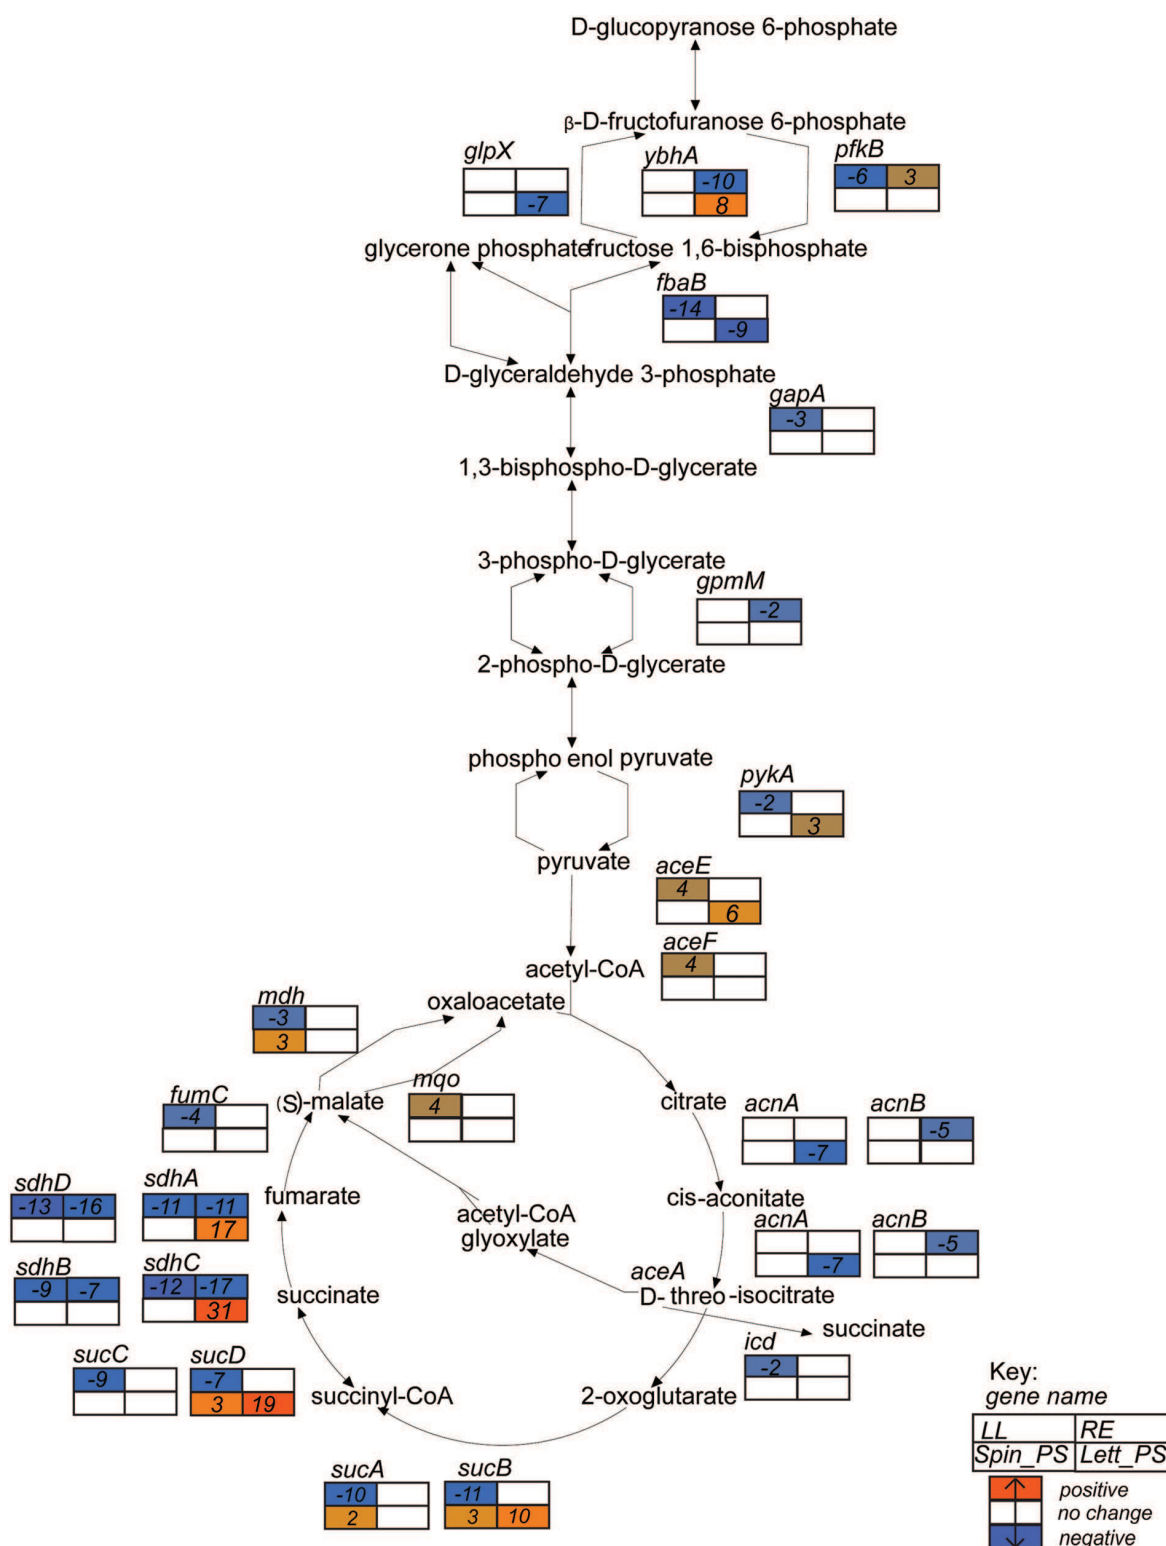 D-glucopyranose 6-phosphate
β-D-fructofuranose 6-phosphate
glpX
-7
ybhA
-10
8
pfkB
-6 3
glycerone phosphate
fructose 1,6-bisphosphate
fbaB
-14
-9
D-glyceraldehyde 3-phosphate
gapA
-3
1,3-bisphospho-D-glycerate
3-phospho-D-glycerate
gpmM
-2
2-phospho-D-glycerate
phospho enol pyruvate
pykA
-2
3
pyruvate
aceE
4
6
aceF
4
acetyl-CoA
oxaloacetate
mdh
-3
3
fumC
-4
(S)-malate
mqo
4
citrate
acnA
-7
acnB
-5
sdhD
-13 -16
sdhA
-11 -11
17
fumarate
acetyl-CoA
glyoxylate
cis-aconitate
acnA
-7
acnB
-5
sdhB
-9 -7
sdhC
-12 -17
31
succinate
aceA
D-threo-isocitrate
succinate
icd
-2
sucC
-9
sucD
-7
3 19
succinyl-CoA
2-oxoglutarate
sucA
-10
2
sucB
-11
3 10
Key:
gene name
LL RE
Spin_PS Lett_PS
positive
no change
negative